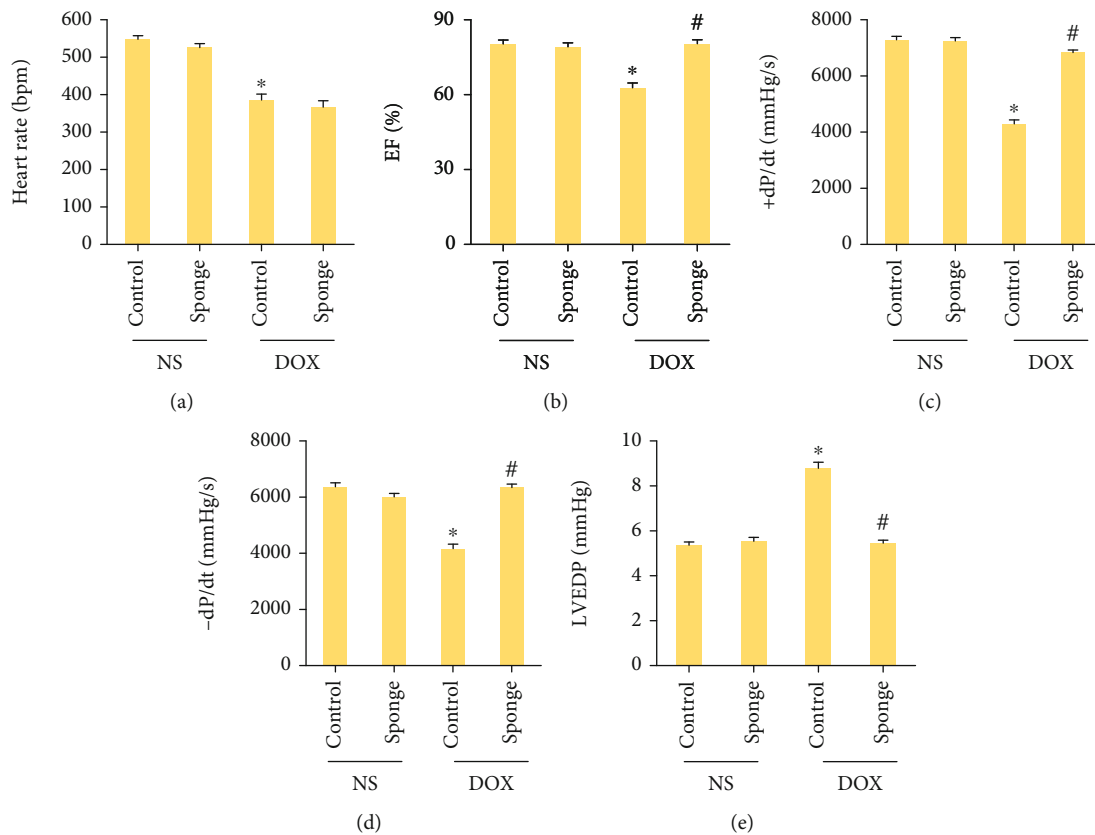 600
500
400
300
200
100
0
Heart rate (bpm)
*
Control
Sponge
Control
Sponge
NS
DOX
(a)
90
60
30
0
EF (%)
*
#
Control
Sponge
Control
Sponge
NS
DOX
(b)
8000
6000
4000
2000
0
+dP/dt (mmHg/s)
*
#
Control
Sponge
Control
Sponge
NS
DOX
(c)
8000
6000
4000
2000
0
–dP/dt (mmHg/s)
*
#
Control
Sponge
Control
Sponge
NS
DOX
(d)
10
8
6
4
2
0
LVEDP (mmHg)
*
#
Control
Sponge
Control
Sponge
NS
DOX
(e)